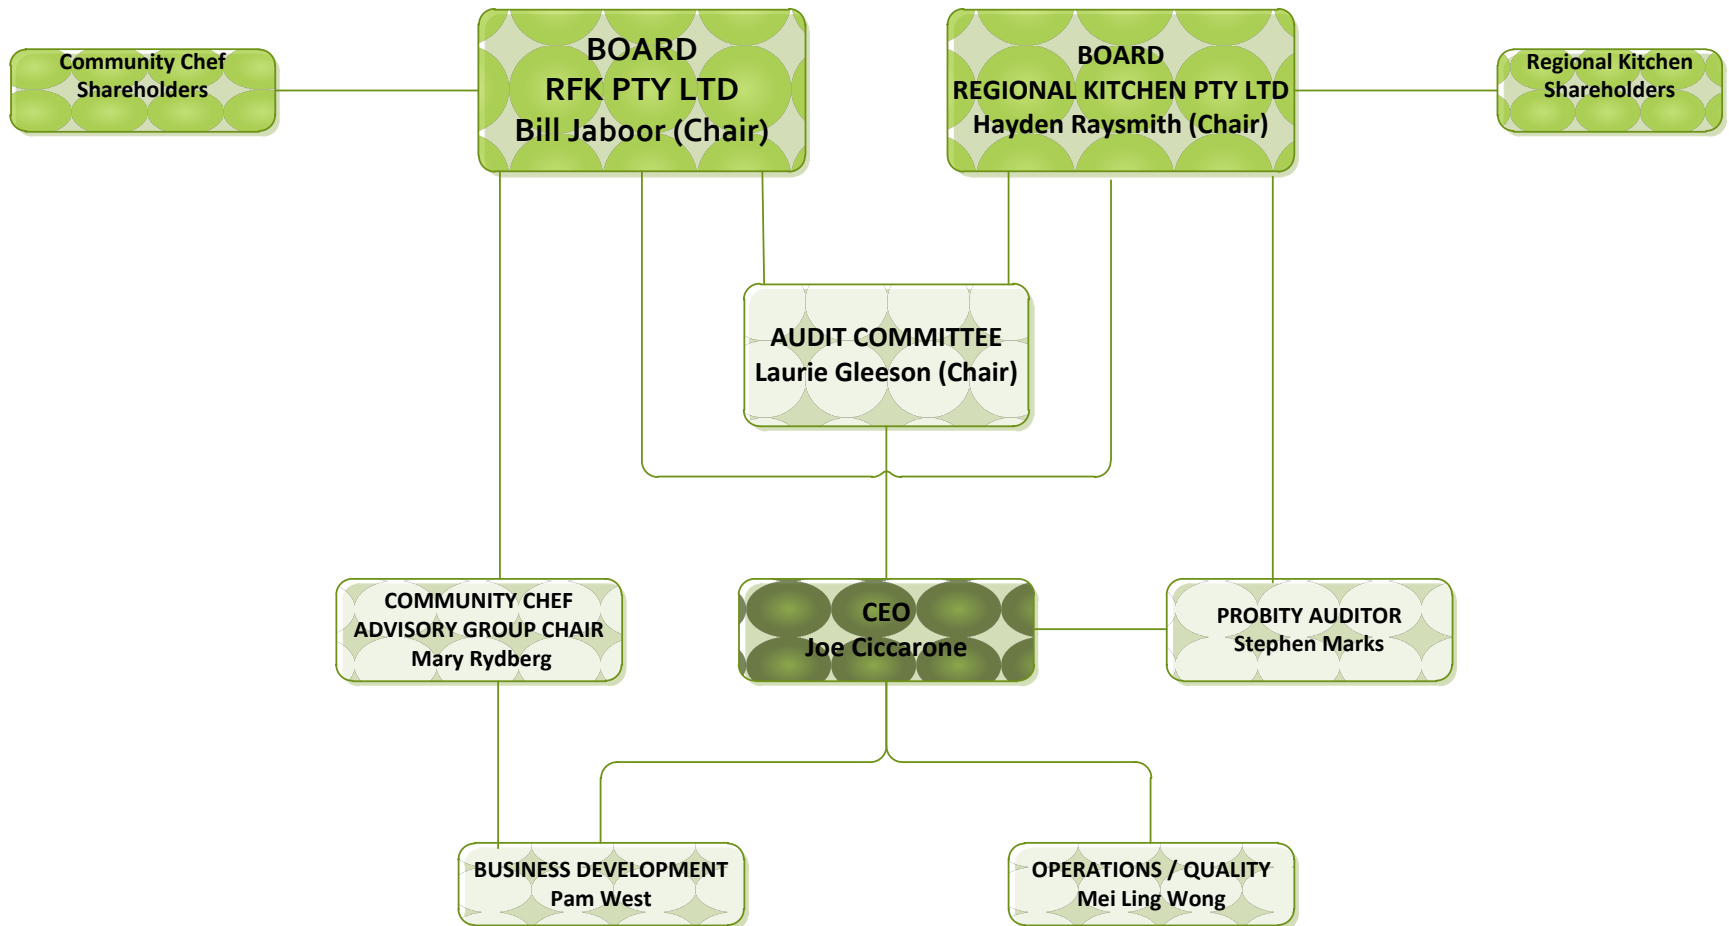 Community Chef
Shareholders
BOARD
RFK PTY LTD
Bill Jaboor (Chair)
BOARD
REGIONAL KITCHEN PTY LTD
Hayden Raysmith (Chair)
Regional Kitchen
Shareholders
AUDIT COMMITTEE
Laurie Gleeson (Chair)
COMMUNITY CHEF
ADVISORY GROUP CHAIR
Mary Rydberg
CEO
Joe Ciccarone
PROBITY AUDITOR
Stephen Marks
BUSINESS DEVELOPMENT
Pam West
OPERATIONS / QUALITY
Mei Ling Wong